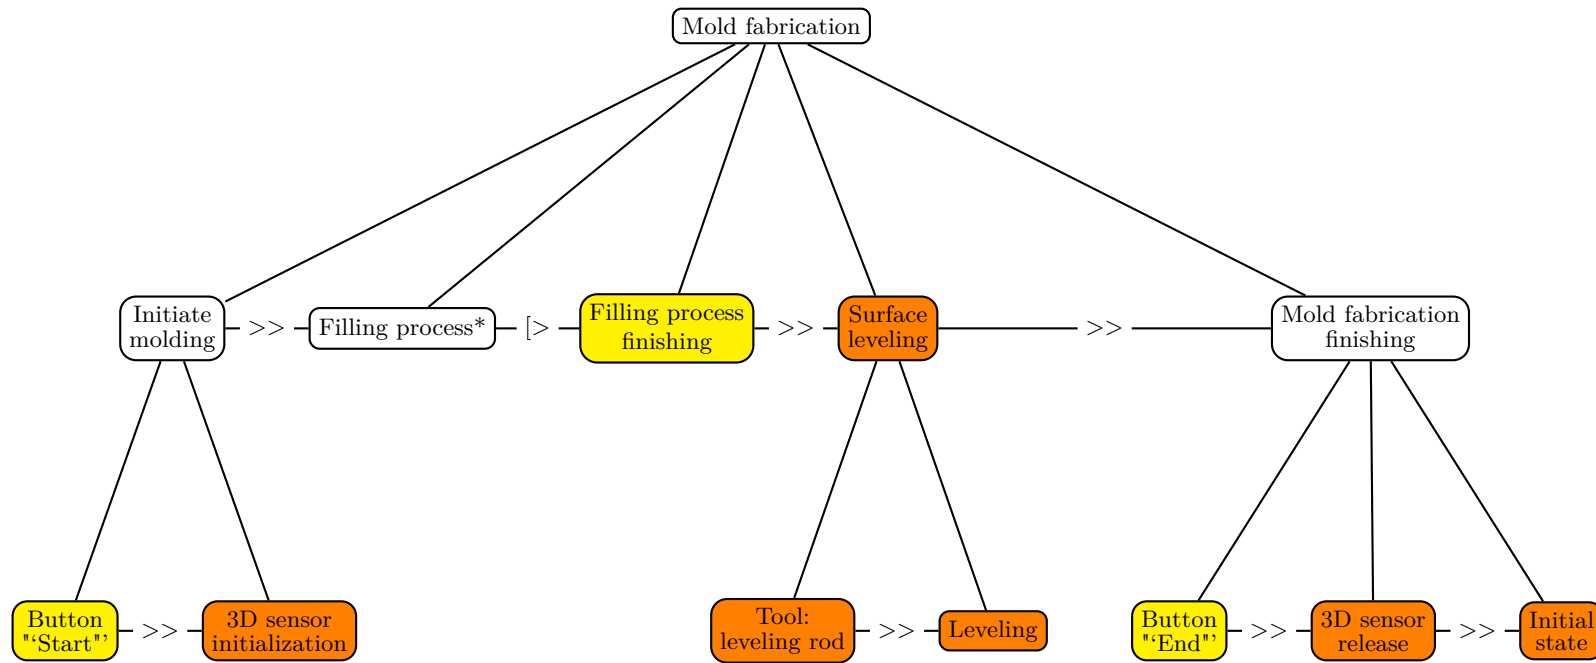 Mold fabrication
Initiate
molding
>>
Filling process*
[>
Filling process
finishing
>>
Surface
leveling
>>
Mold fabrication
finishing
Button
"‘Start"’
>>
3D sensor
initialization
Tool:
leveling rod
>>
Leveling
Button
"‘End"’
>>
3D sensor
release
>>
Initial
state